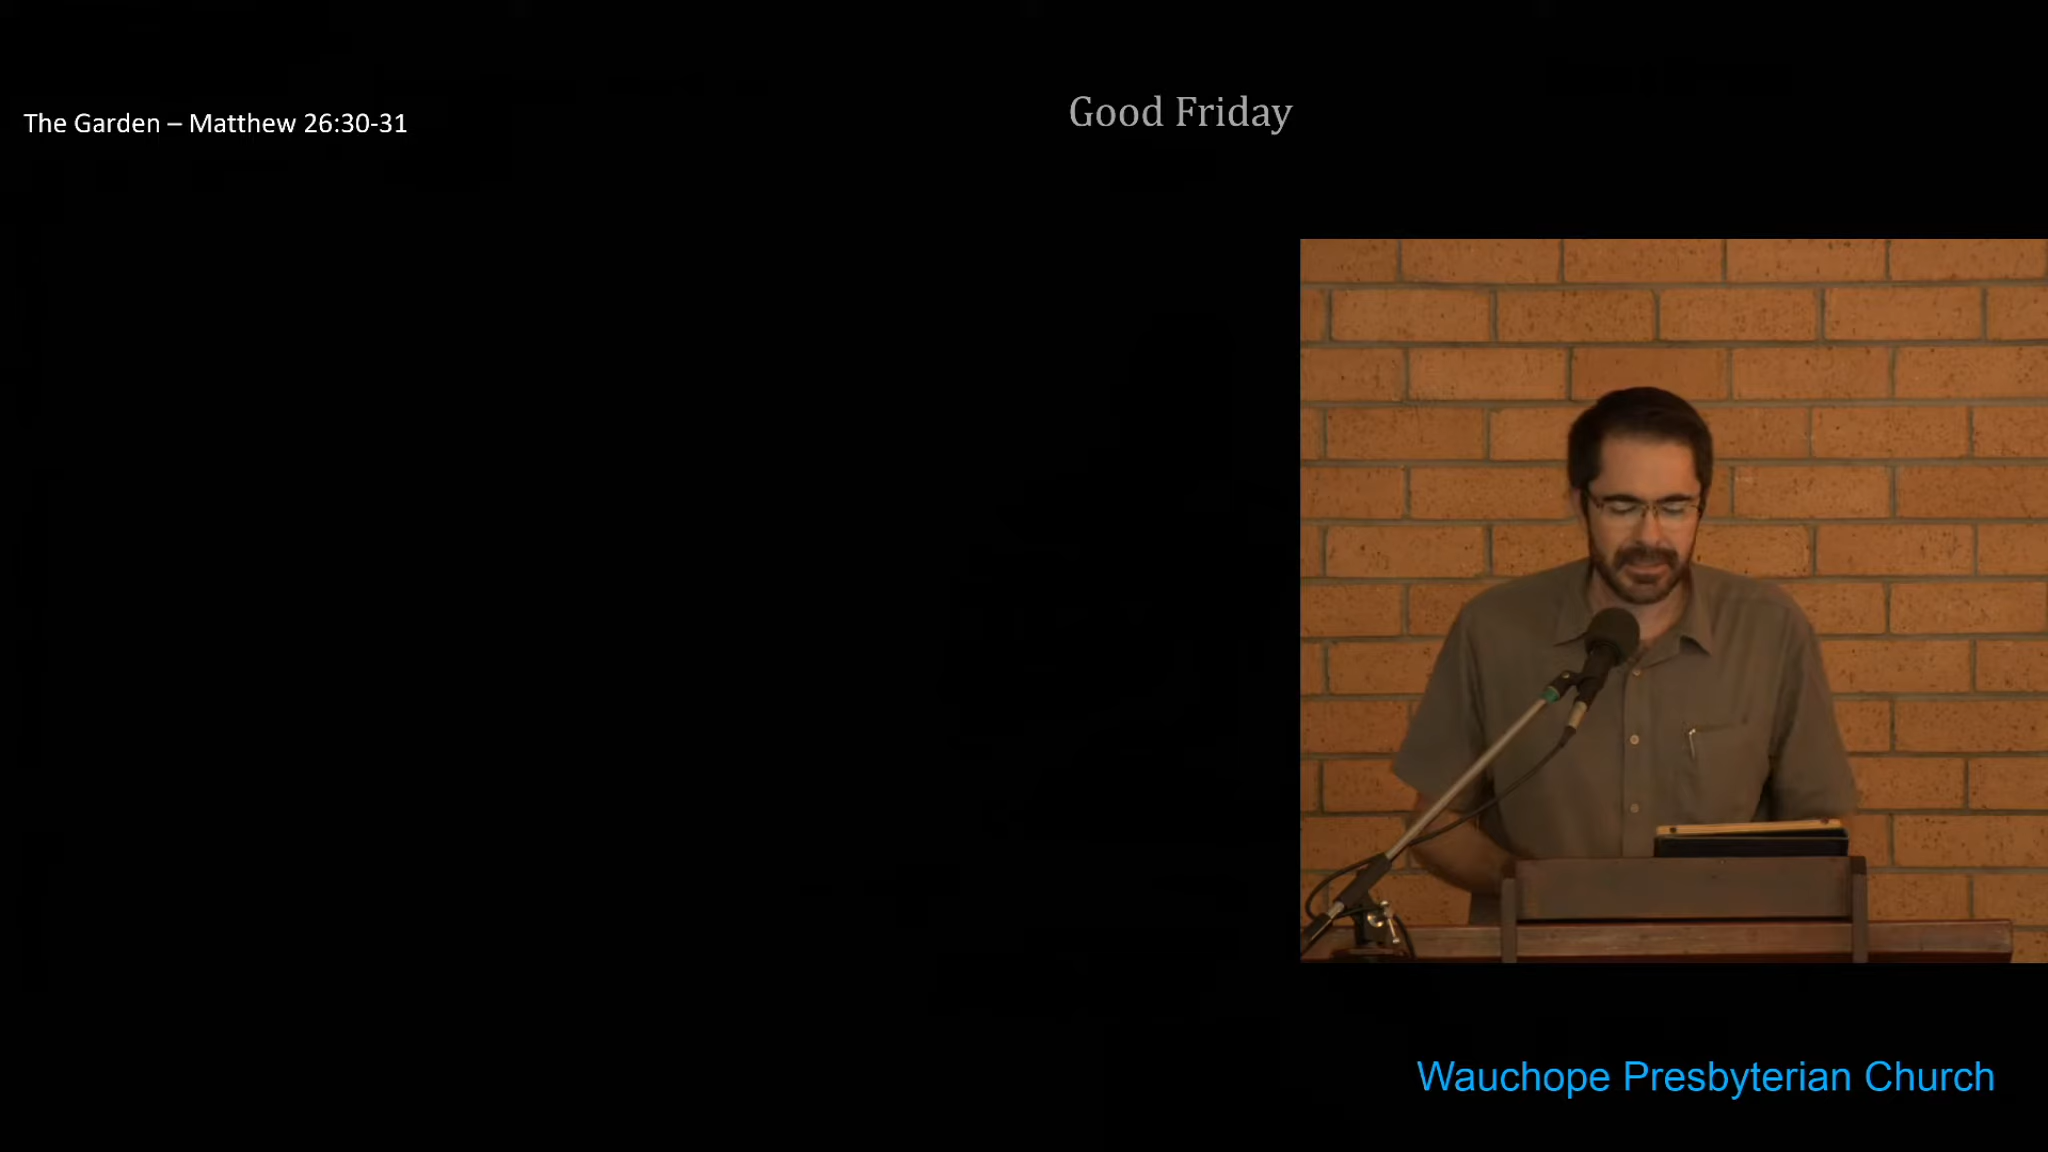 Good Friday
The Garden – Matthew 26:30-31
Wauchope Presbyterian Church